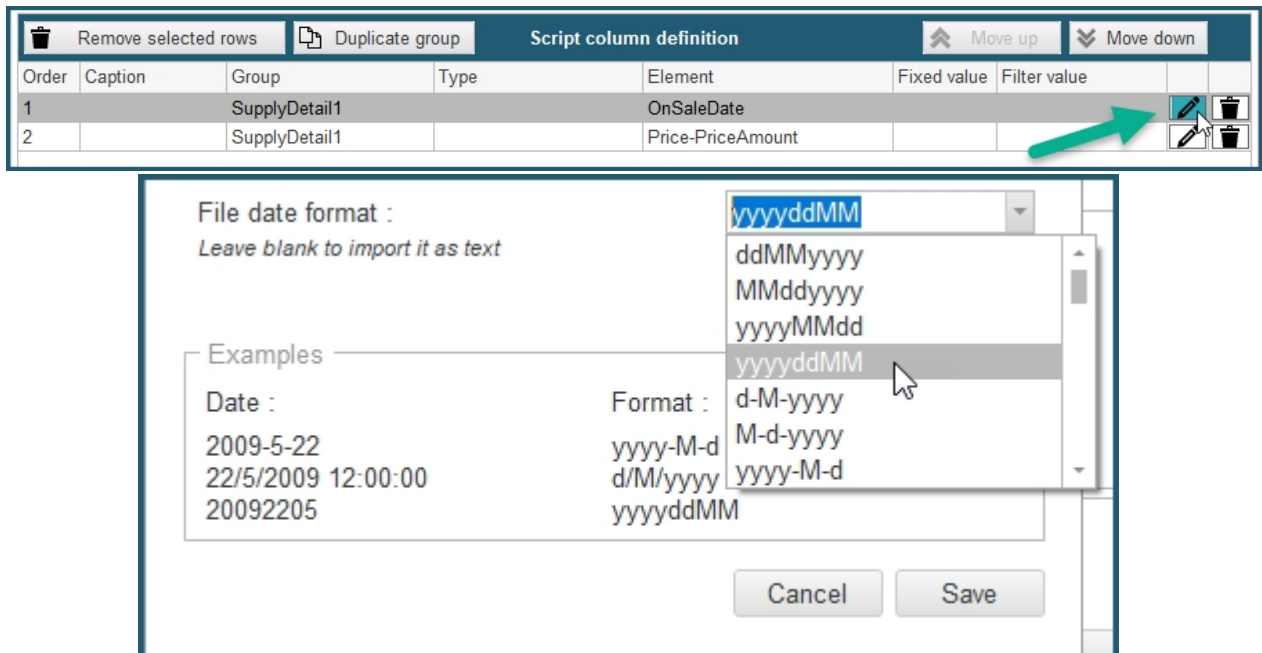 Remove selected rows Duplicate group Script column definition Move up Move down
Order Caption Group Type Element Fixed value Filter value
1 SupplyDetail1 OnSaleDate
2 SupplyDetail1 Price-PriceAmount
File date format : yyyyddMM
Leave blank to import it as text
ddMMyyyy
MMddyyyy
yyyyMMdd
yyyyddMM
d-M-yyyy
M-d-yyyy
yyyy-M-d
Examples
Date : Format :
2009-5-22 yyyy-M-d
22/5/2009 12:00:00 d/M/yyyy
20092205 yyyyddMM
Cancel Save